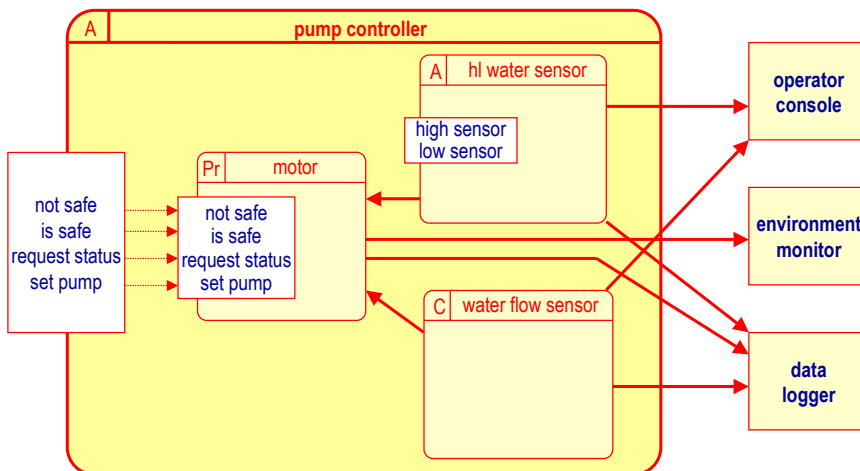 A
pump controller
A
hl water sensor
operator
console
high sensor
low sensor
Pr
motor
not safe
is safe
request status
set pump
not safe
is safe
request status
set pump
environment
monitor
C
water flow sensor
data
logger